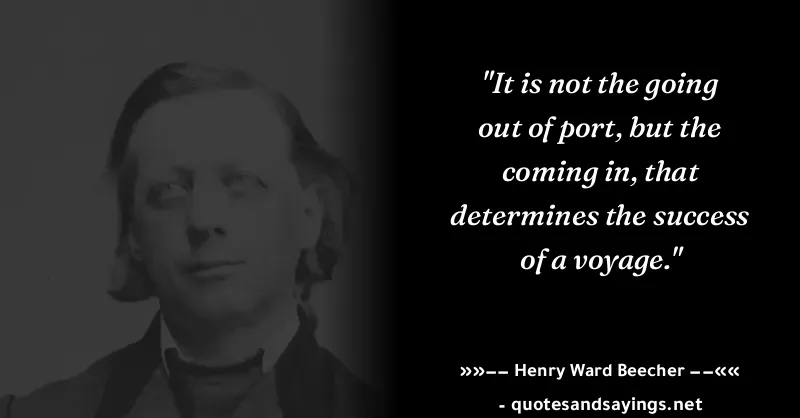 "It is not the going
out of port, but the
coming in, that
determines the success
of a voyage."
»»−− Henry Ward Beecher −−««
- quotesandsayings.net